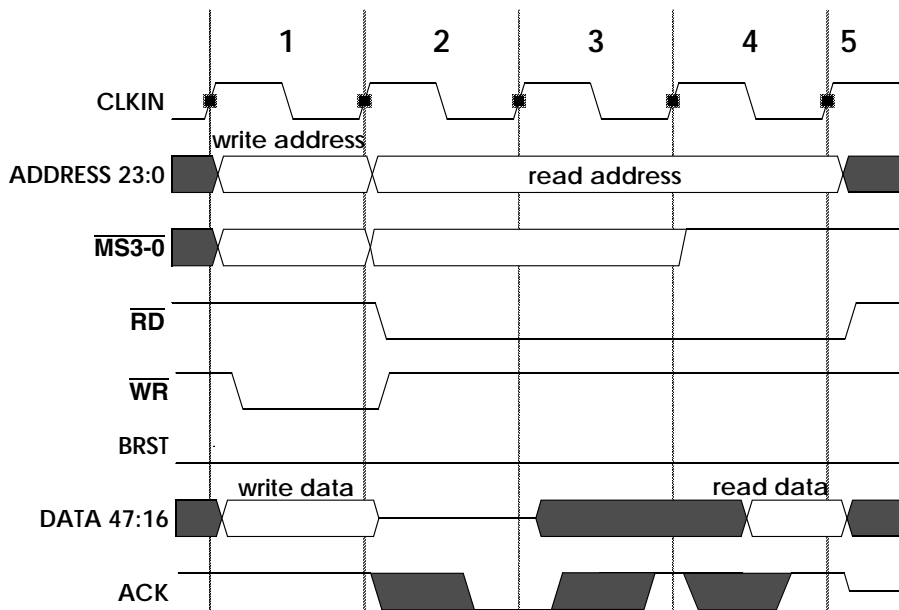 1 2 3 4 5
CLKIN
write address
ADDRESS 23:0 read address
MS3-0
RD
WR
BRST
write data read data
DATA 47:16
ACK